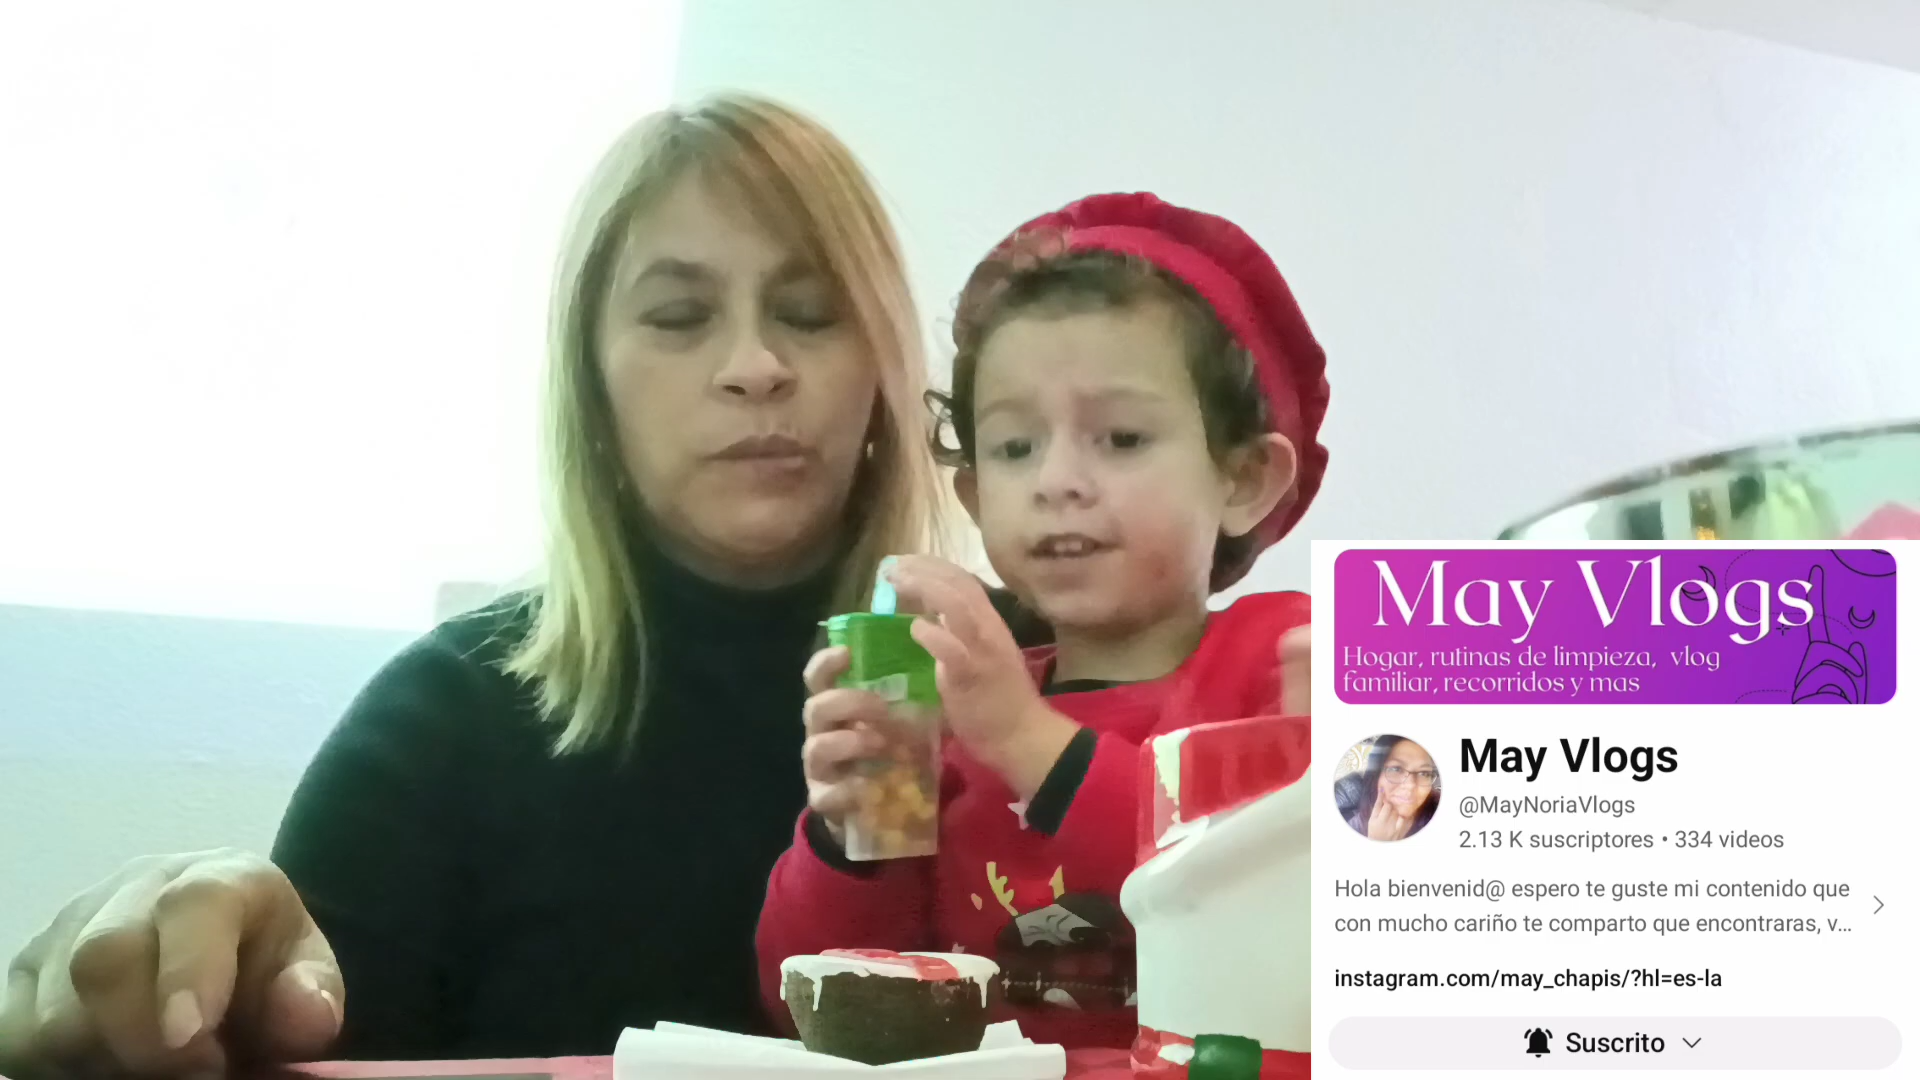 May Vlogs
Hogar, rutinas de limpieza, vlog
familiar, recorridos y mas
May Vlogs
@MayNoriaVlogs
2.13 K suscriptores • 334 videos
Hola bienvenid@ espero te guste mi contenido que
con mucho cariño te comparto que encontraras, v...
instagram.com/may_chapis/?hl=es-la
Suscrito